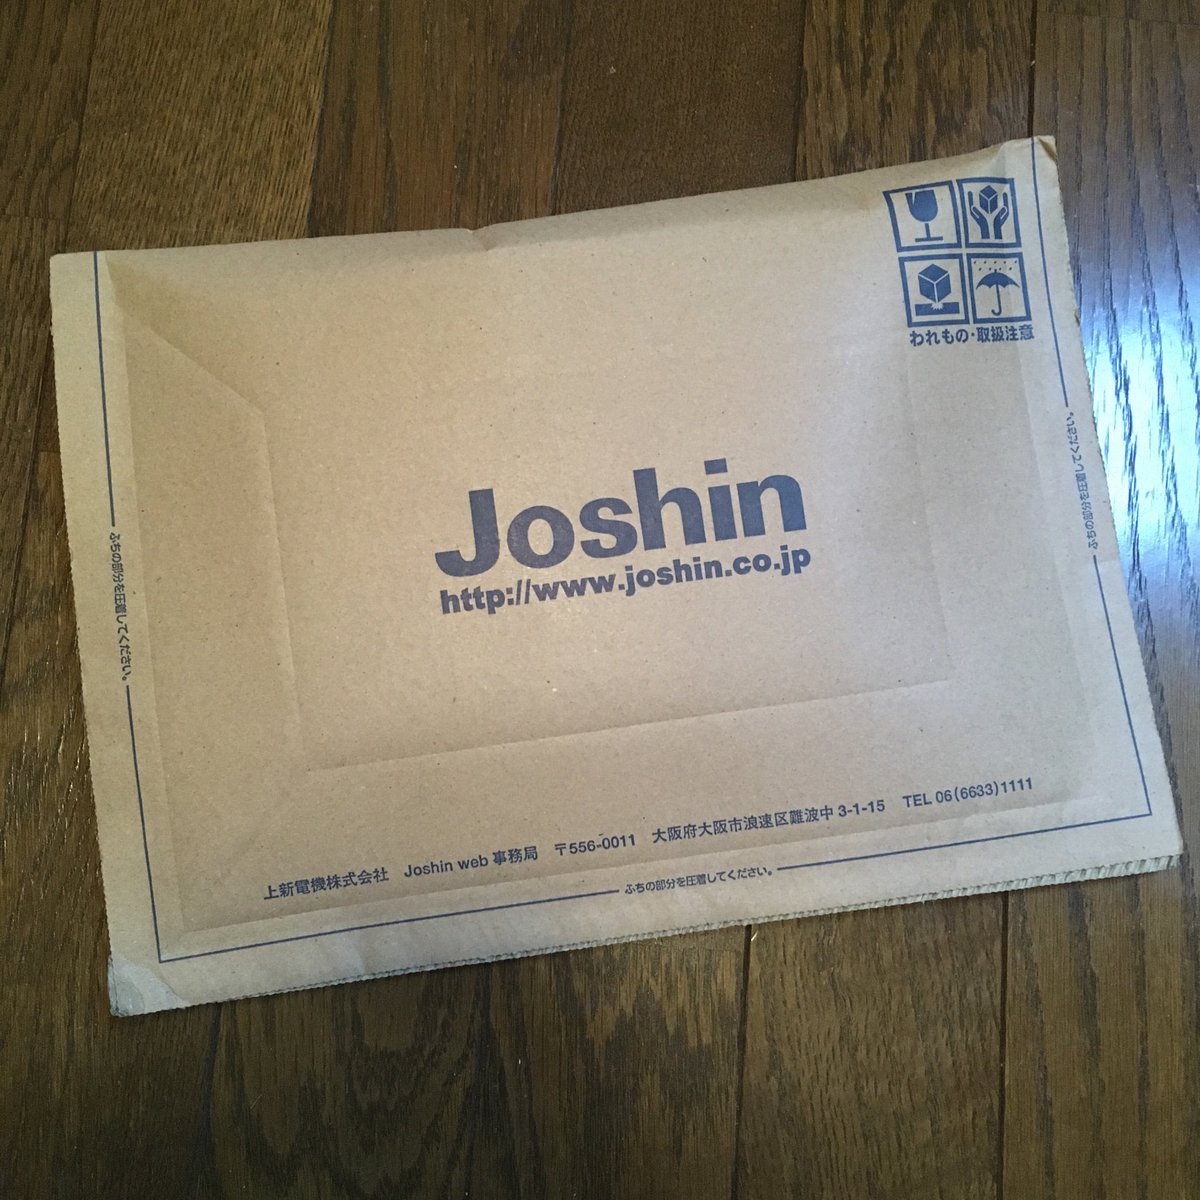 われもの・取扱注意
Joshin
http://www.joshin.co.jp
ふちの部分を圧着してください。
ふちの部分を圧着してください。
上新電機株式会社 Joshin web 事務局 〒556-0011 大阪府大阪市浪速区難波中 3-1-15 TEL 06(6633)1111
ふちの部分を圧着してください。